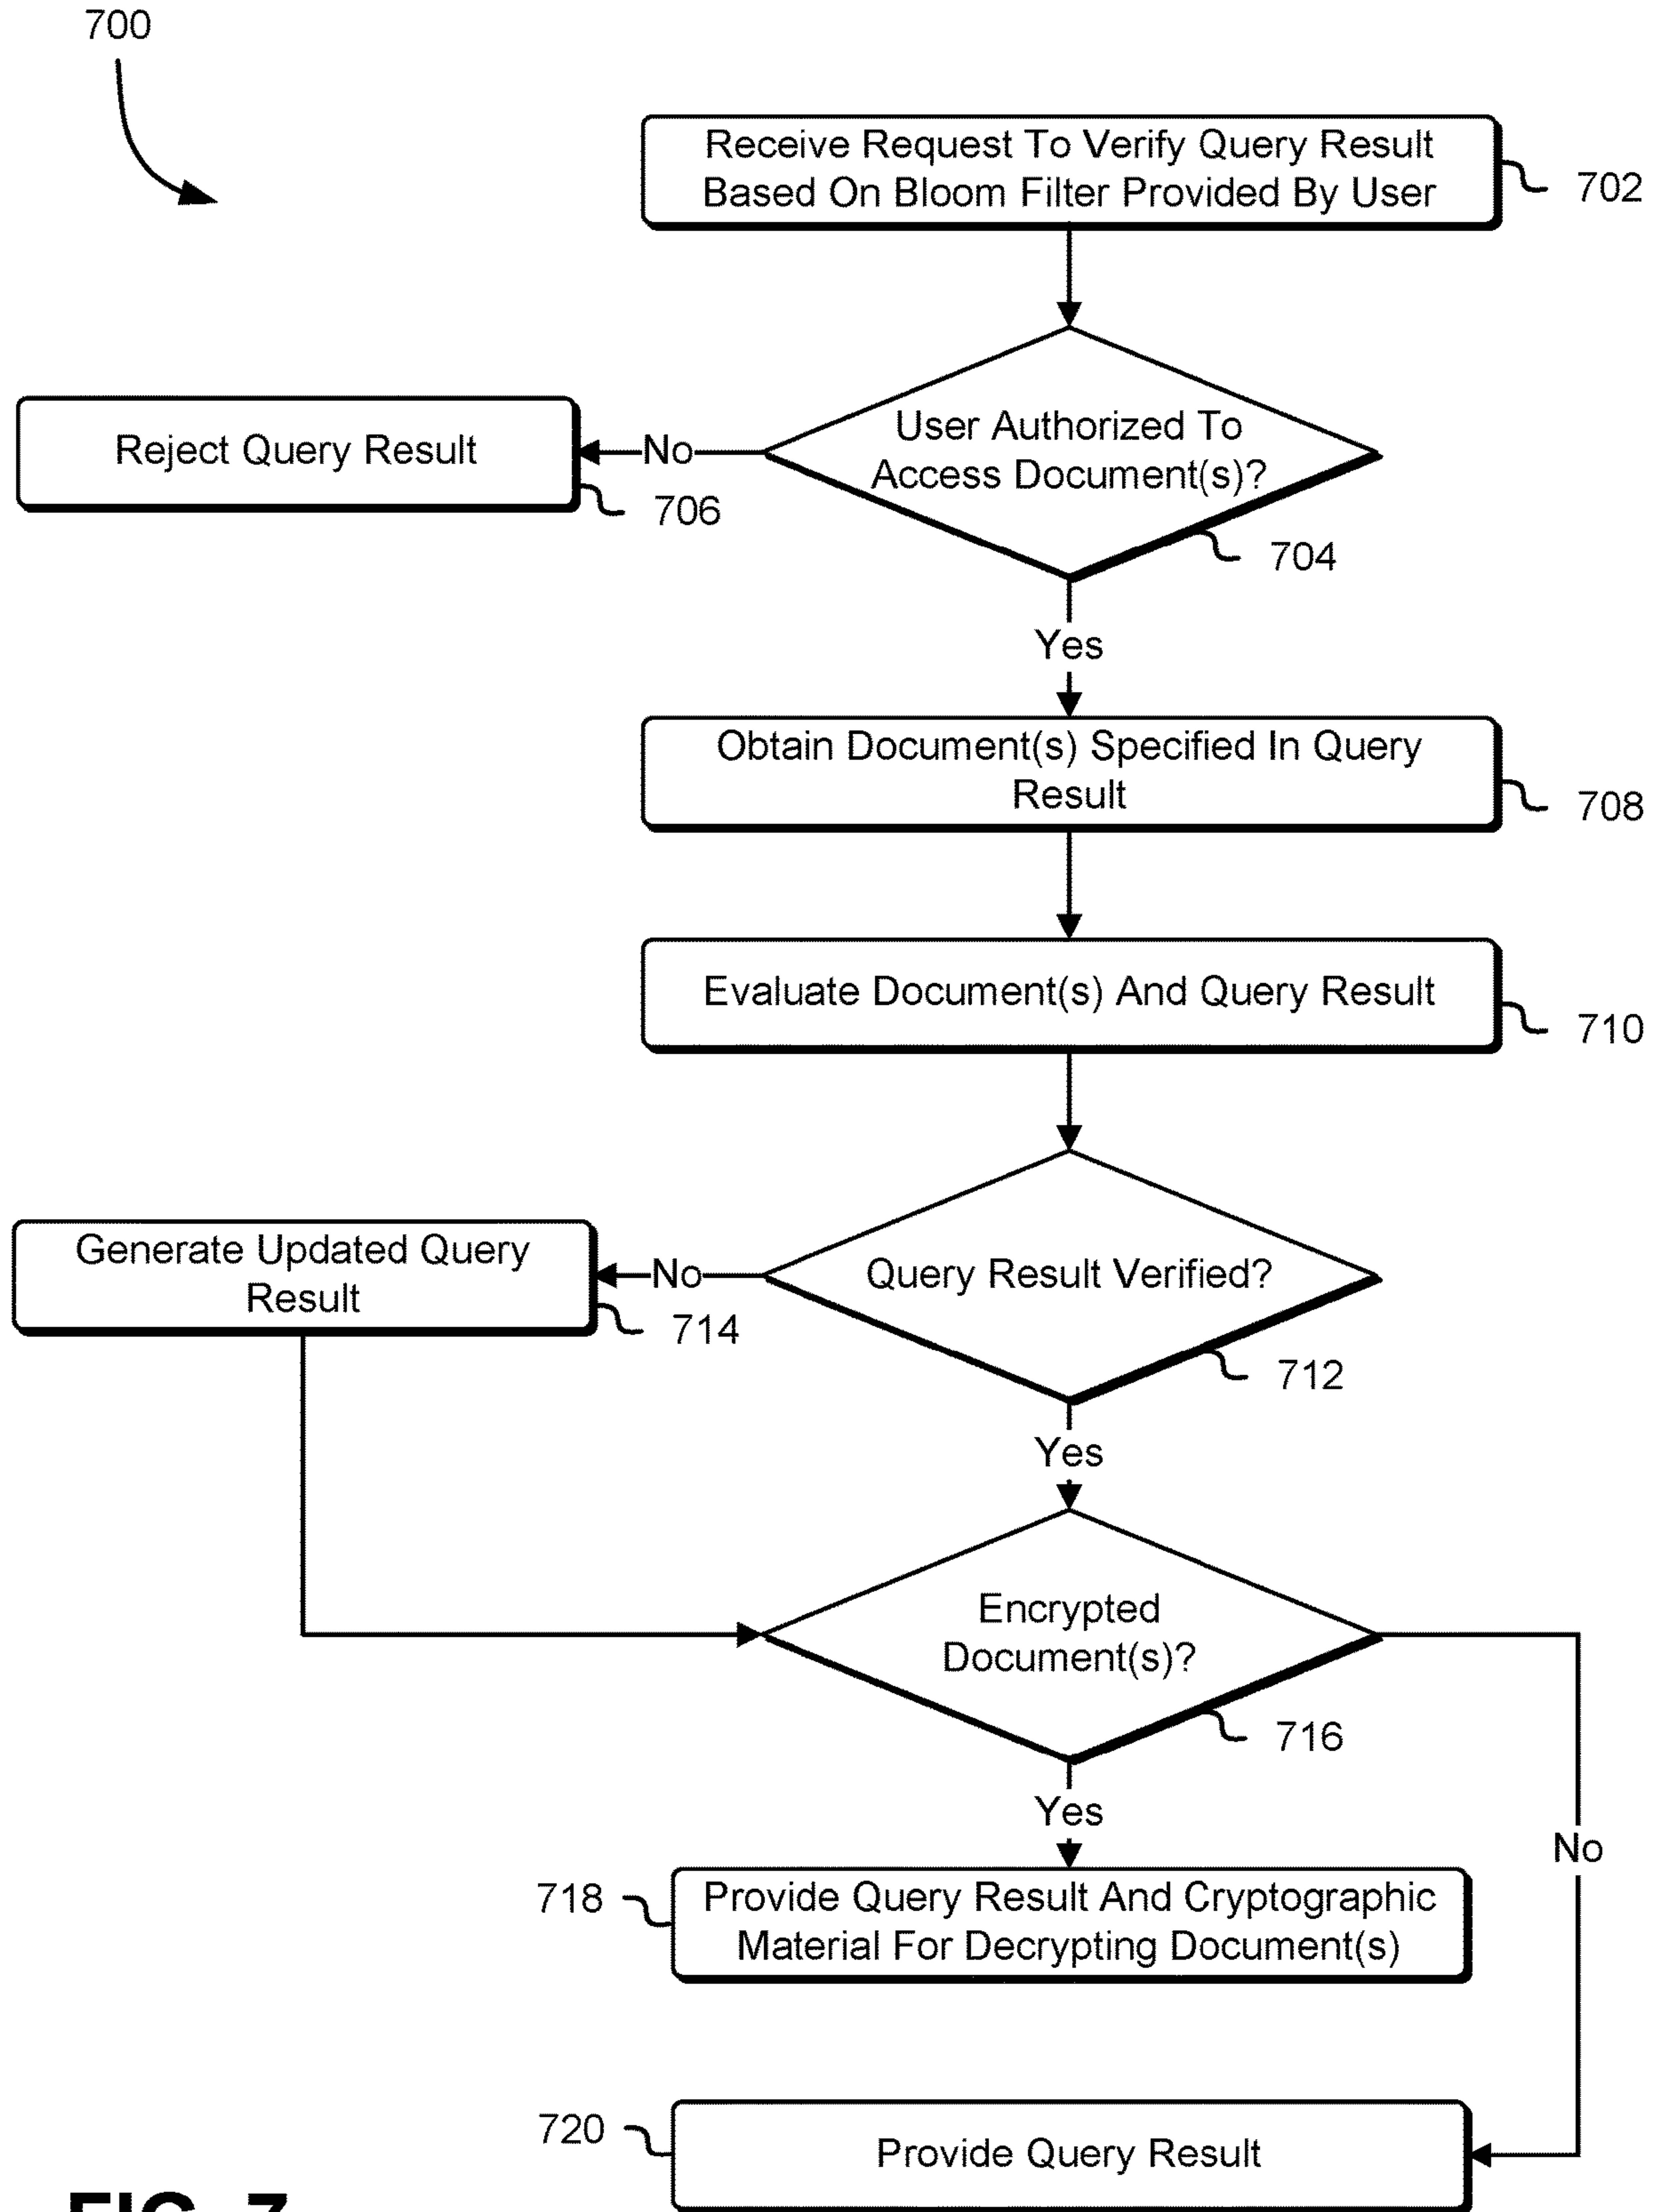 700
Receive Request To Verify Query Result
Based On Bloom Filter Provided By User
702
User Authorized To
Access Document(s)?
704
No
Reject Query Result
706
Yes
Obtain Document(s) Specified In Query
Result
708
Evaluate Document(s) And Query Result
710
Query Result Verified?
712
No
Generate Updated Query
Result
714
Yes
Encrypted
Document(s)?
716
Yes
No
718
Provide Query Result And Cryptographic
Material For Decrypting Document(s)
720
Provide Query Result
FIG. 7